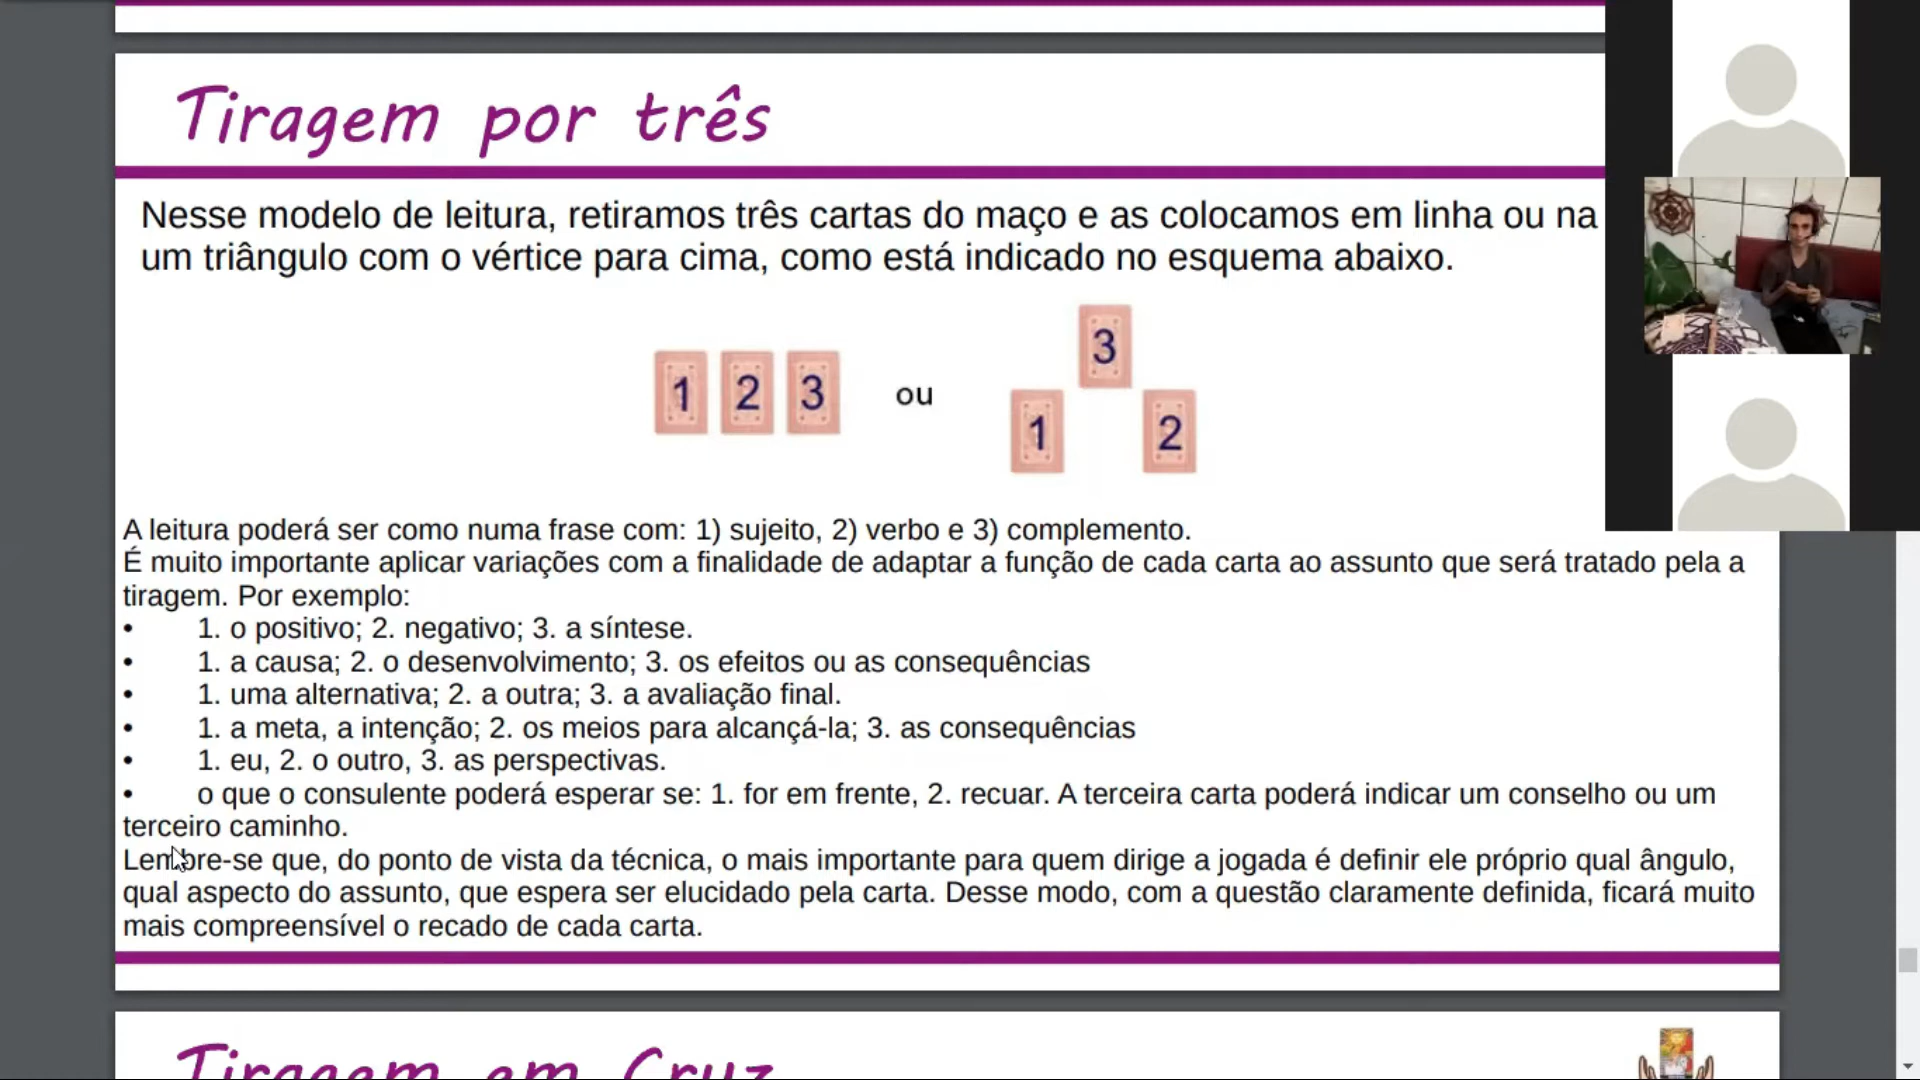 Tiragem por três
Nesse modelo de leitura, retiramos três cartas do maço e as colocamos em linha ou na
um triângulo com o vértice para cima, como está indicado no esquema abaixo.
1 2 3 ou 3
1 2
A leitura poderá ser como numa frase com: 1) sujeito, 2) verbo e 3) complemento.
É muito importante aplicar variações com a finalidade de adaptar a função de cada carta ao assunto que será tratado pela a
tiragem. Por exemplo:
• 1. o positivo; 2. negativo; 3. a síntese.
• 1. a causa; 2. o desenvolvimento; 3. os efeitos ou as consequências
• 1. uma alternativa; 2. a outra; 3. a avaliação final.
• 1. a meta, a intenção; 2. os meios para alcançá-la; 3. as consequências
• 1. eu, 2. o outro, 3. as perspectivas.
• o que o consulente poderá esperar se: 1. for em frente, 2. recuar. A terceira carta poderá indicar um conselho ou um
terceiro caminho.
Lembre-se que, do ponto de vista da técnica, o mais importante para quem dirige a jogada é definir ele próprio qual ângulo,
qual aspecto do assunto, que espera ser elucidado pela carta. Desse modo, com a questão claramente definida, ficará muito
mais compreensível o recado de cada carta.
Tiragem em Cruz